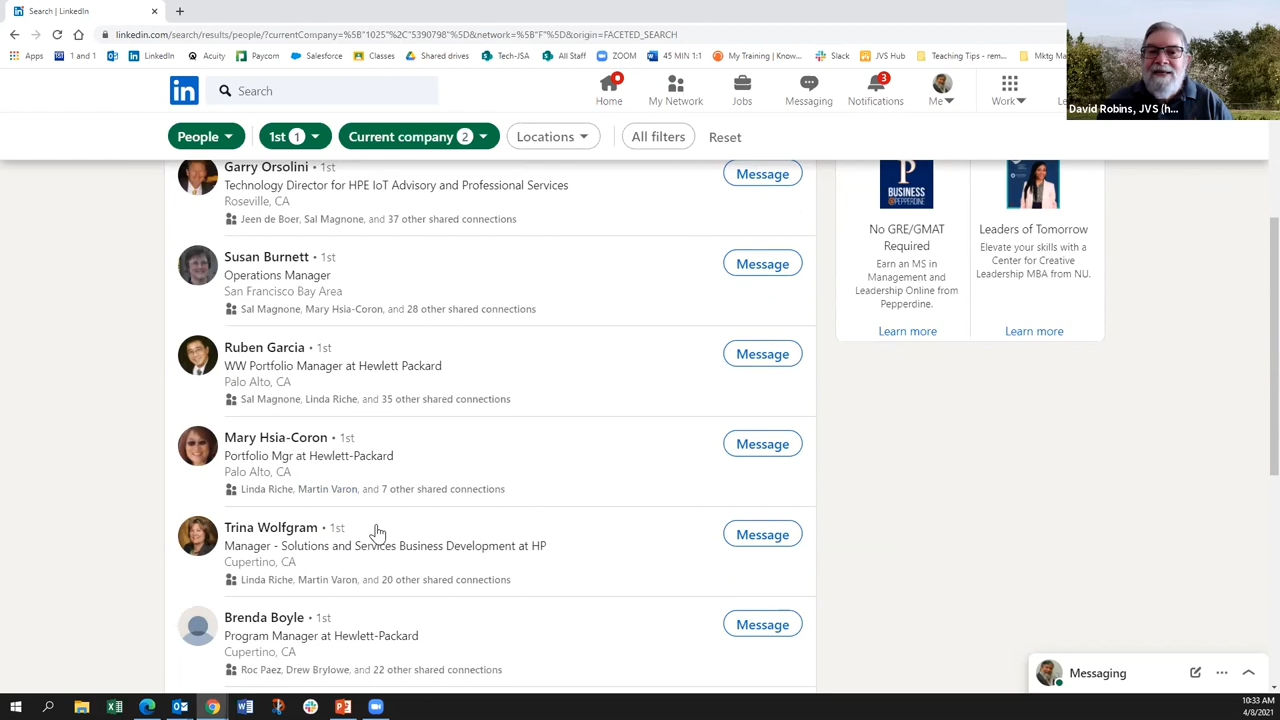 Search | LinkedIn
linkedin.com/search/results/people/?currentCompany=%5B"1025"%2C"5390798"%5D&network=%5B"F"%5D&origin=FACETED_SEARCH
Apps
1 and 1
LinkedIn
Acuity
Paycom
Salesforce
Classes
Shared drives
Tech-JSA
All Staff
ZOOM
45 MIN 1:1
My Training | Know...
Slack
JVS Hub
Teaching Tips - rem...
Mktg Ma
David Robins, JVS (h...
in
Search
Home
My Network
Jobs
Messaging
3
Notifications
Me
Work
People
1st 1
Current company 2
Locations
All filters
Reset
Garry Orsolini • 1st
Technology Director for HPE IoT Advisory and Professional Services
Roseville, CA
Jeen de Boer, Sal Magnone, and 37 other shared connections
Message
Susan Burnett • 1st
Operations Manager
San Francisco Bay Area
Sal Magnone, Mary Hsia-Coron, and 28 other shared connections
Message
Ruben Garcia • 1st
WW Portfolio Manager at Hewlett Packard
Palo Alto, CA
Sal Magnone, Linda Riche, and 35 other shared connections
Message
Mary Hsia-Coron • 1st
Portfolio Mgr at Hewlett-Packard
Palo Alto, CA
Linda Riche, Martin Varon, and 7 other shared connections
Message
Trina Wolfgram • 1st
Manager - Solutions and Services Business Development at HP
Cupertino, CA
Linda Riche, Martin Varon, and 20 other shared connections
Message
Brenda Boyle • 1st
Program Manager at Hewlett-Packard
Cupertino, CA
Roc Paez, Drew Brylowe, and 22 other shared connections
Message
P
BUSINESS
@PEPPERDINE
No GRE/GMAT
Required
Earn an MS in
Management and
Leadership Online from
Pepperdine.
Learn more
Leaders of Tomorrow
Elevate your skills with a
Center for Creative
Leadership MBA from NU.
Learn more
Messaging
10:33 AM
4/8/2021